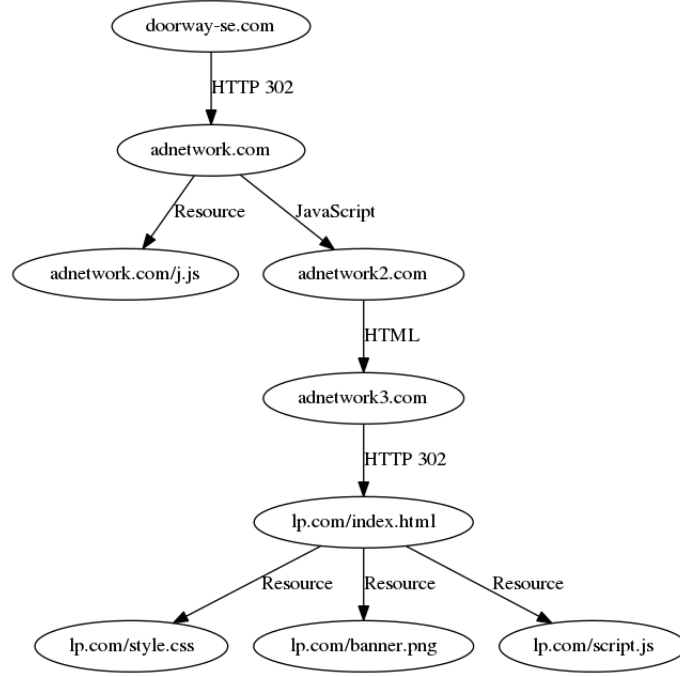 doorway-se.com
HTTP 302
adnetwork.com
Resource
JavaScript
adnetwork.com/j.js
adnetwork2.com
HTML
adnetwork3.com
HTTP 302
lp.com/index.html
Resource
Resource
Resource
lp.com/style.css
lp.com/banner.png
lp.com/script.js